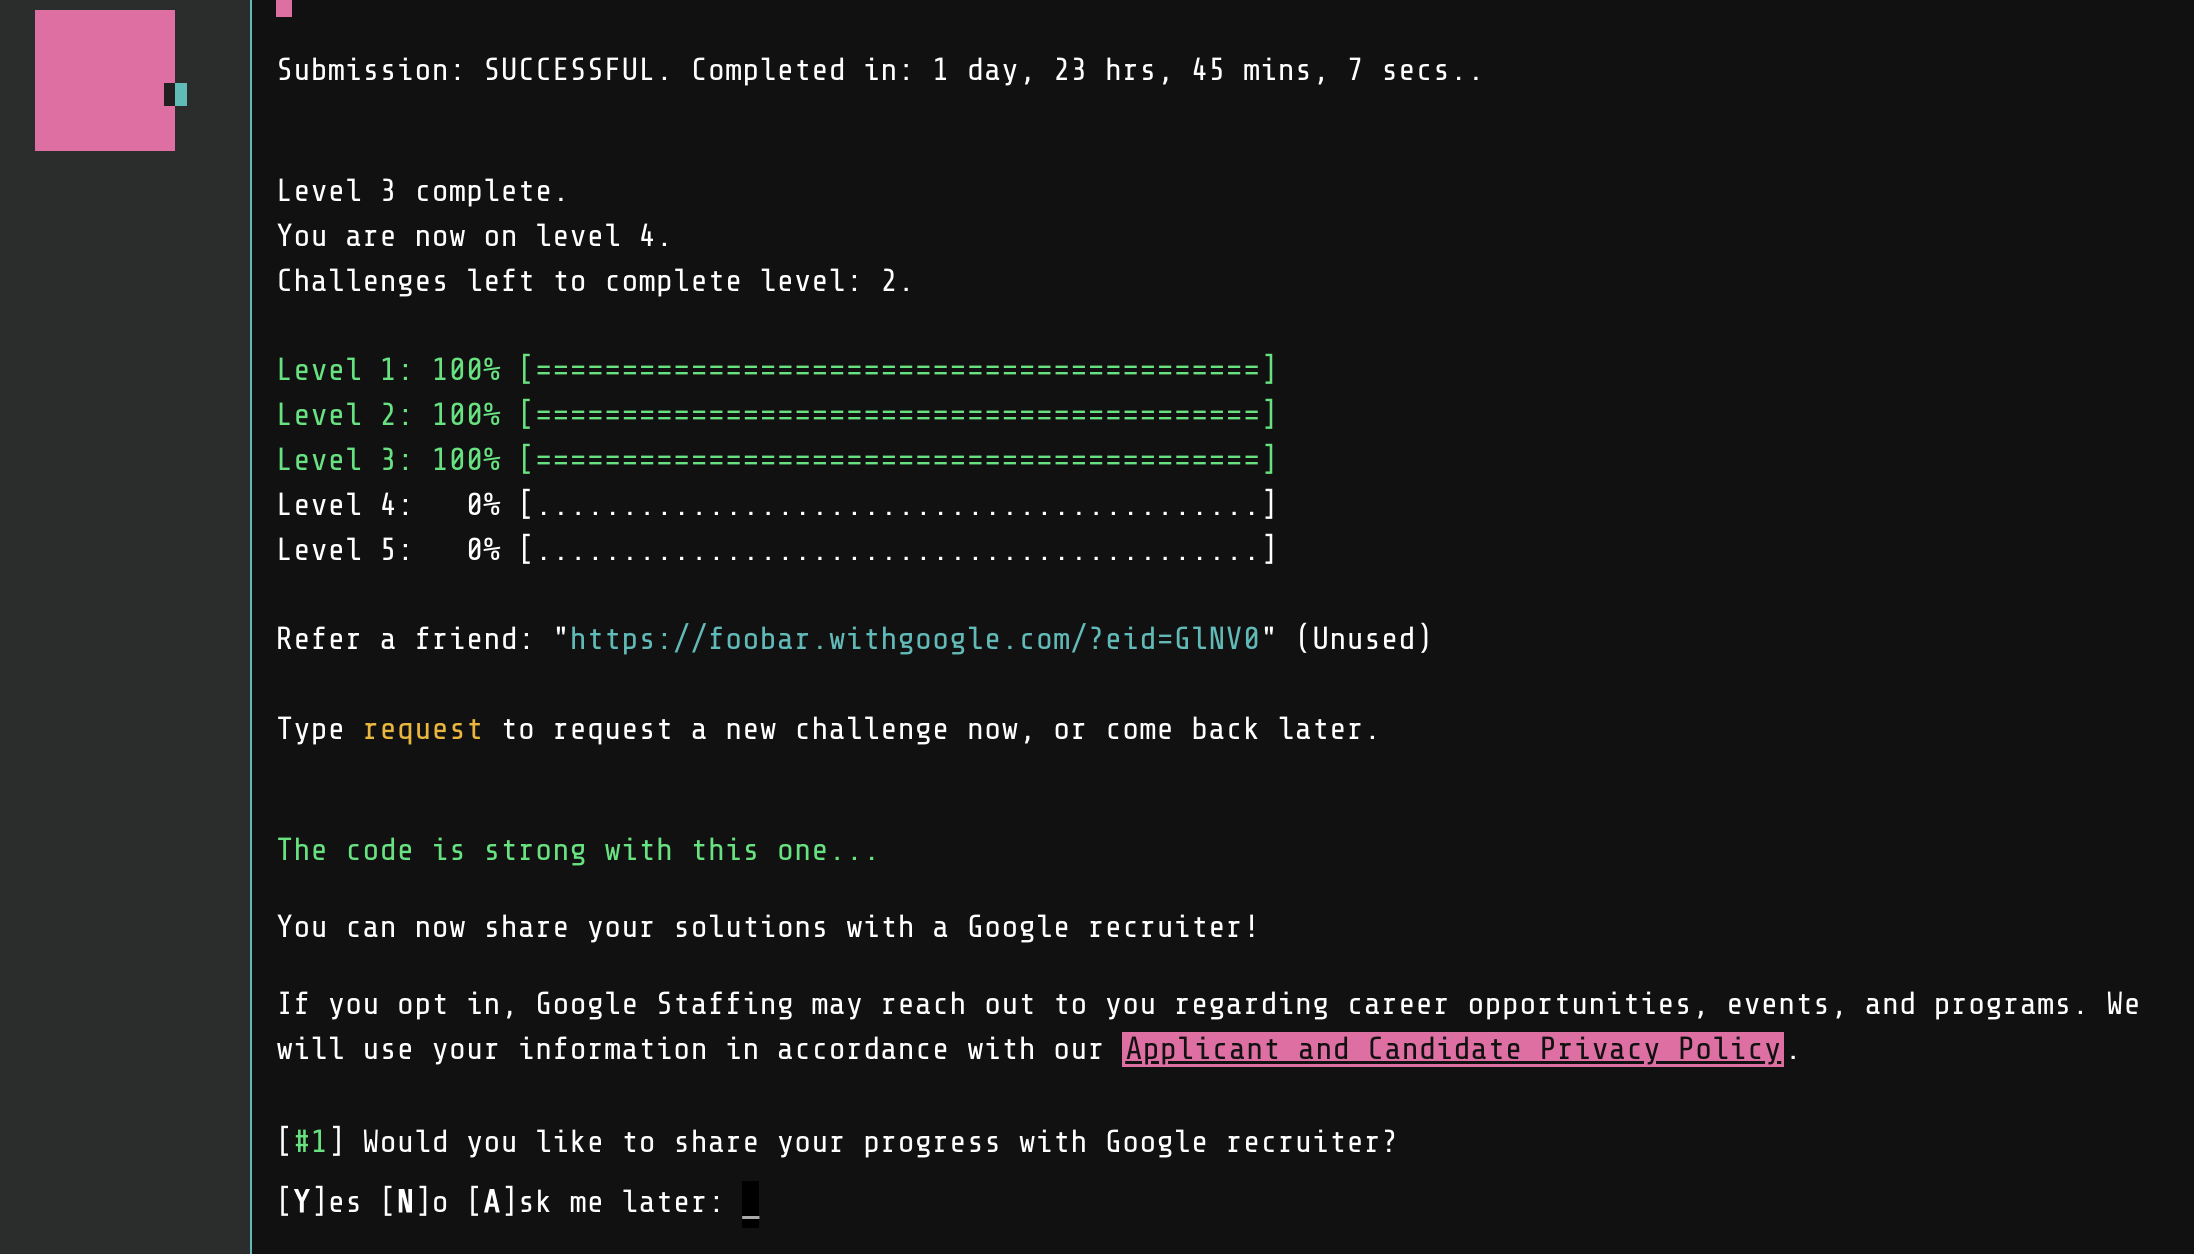 Submission: SUCCESSFUL. Completed in: 1 day, 23 hrs, 45 mins, 7 secs..
Level 3 complete.
You are now on level 4.
Challenges left to complete level: 2.
Level 1: 100% [==========================================]
Level 2: 100% [==========================================]
Level 3: 100% [==========================================]
Level 4:   0% [..........................................]
Level 5:   0% [..........................................]
Refer a friend: "https://foobar.withgoogle.com/?eid=GlNV0" (Unused)
Type request to request a new challenge now, or come back later.
The code is strong with this one...
You can now share your solutions with a Google recruiter!
If you opt in, Google Staffing may reach out to you regarding career opportunities, events, and programs. We
will use your information in accordance with our Applicant and Candidate Privacy Policy.
[#1] Would you like to share your progress with Google recruiter?
[Y]es [N]o [A]sk me later: _